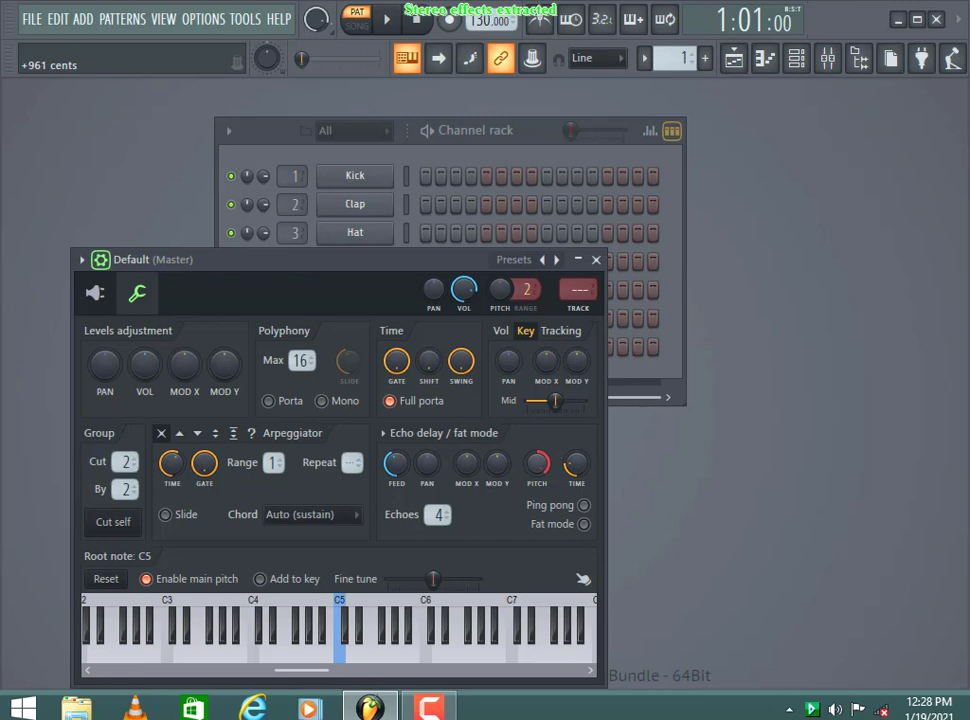 Stereo effects extracted
FILE EDIT ADD PATTERNS VIEW OPTIONS TOOLS HELP
PAT
SONG
130.000
3.2.
1:01:00
B:S:T
+961 cents
Line
1
All
Channel rack
1 Kick
2 Clap
3 Hat
Default (Master)
Presets
2
---
PAN VOL PITCH RANGE TRACK
Levels adjustment
Polyphony
Time
Vol Key Tracking
Max 16
PAN VOL MOD X MOD Y
SLIDE
GATE SHIFT SWING
PAN MOD X MOD Y
Porta Mono
Full porta
Mid
Group
Arpeggiator
Echo delay / fat mode
Cut 2
Range 1
Repeat
TIME GATE
FEED PAN MOD X MOD Y PITCH TIME
By 2
Ping pong
Cut self
Slide
Chord Auto (sustain)
Echoes 4
Fat mode
Root note: C5
Reset
Enable main pitch
Add to key
Fine tune
2 C3 C4 C5 C6 C7 C
Bundle - 64Bit
12:28 PM
1/19/2021